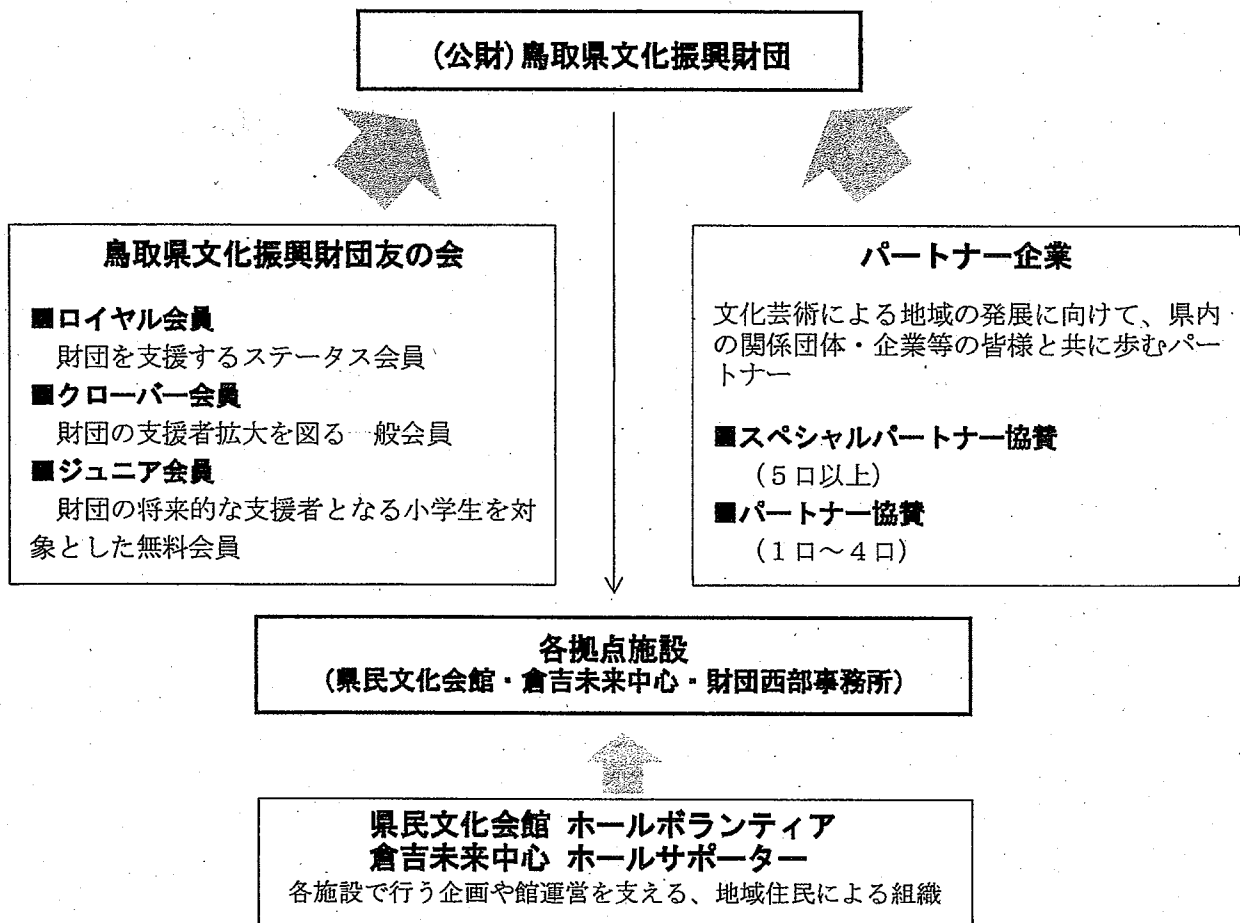 (公財)鳥取県文化振興財団
鳥取県文化振興財団友の会
■ロイヤル会員
財団を支援するステータス会員
■クローバー会員
財団の支援者拡大を図る一般会員
■ジュニア会員
財団の将来的な支援者となる小学生を対
象とした無料会員
パートナー企業
文化芸術による地域の発展に向けて、県内
の関係団体・企業等の皆様と共に歩むパー
トナー
■スペシャルパートナー協賛
(5口以上)
■パートナー協賛
(1口~4口)
各拠点施設
(県民文化会館・倉吉未来中心・財団西部事務所)
県民文化会館 ホールボランティア
倉吉未来中心 ホールサポーター
各施設で行う企画や館運営を支える、地域住民による組織